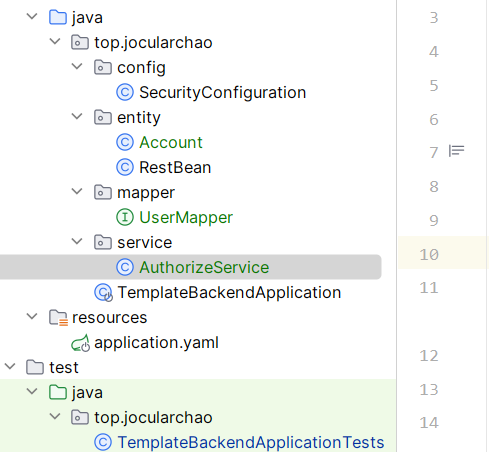 java
3
top.jocularchao
4
config
5
SecurityConfiguration
entity
6
Account
7
RestBean
8
mapper
UserMapper
9
service
AuthorizeService
10
TemplateBackendApplication
11
resources
application.yaml
12
test
java
13
top.jocularchao
14
TemplateBackendApplicationTests